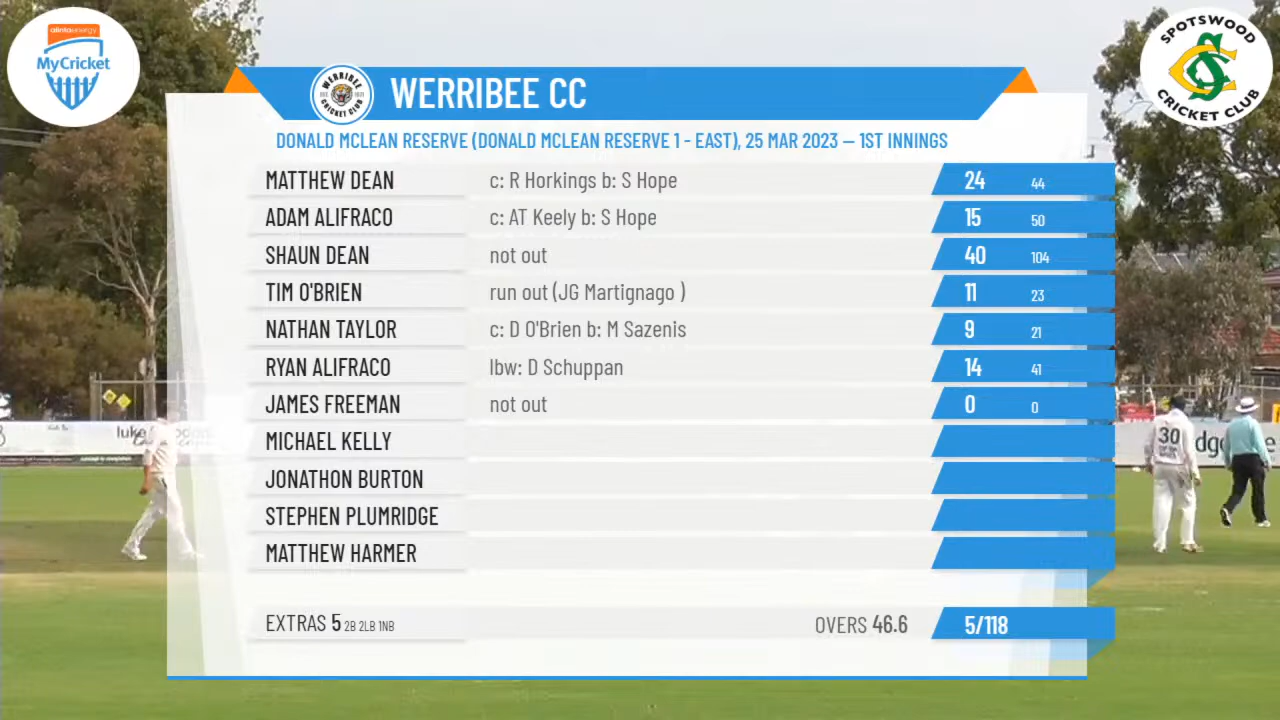 alintaenergy
MyCricket
SPOTSWOOD
CRICKET CLUB
WERRIBEE
CRICKET CLUB
WERRIBEE CC
DONALD MCLEAN RESERVE (DONALD MCLEAN RESERVE 1 - EAST), 25 MAR 2023 – 1ST INNINGS
MATTHEW DEAN c: R Horkings b: S Hope 24 44
ADAM ALIFRACO c: AT Keely b: S Hope 15 50
SHAUN DEAN not out 40 104
TIM O'BRIEN run out (JG Martignago ) 11 23
NATHAN TAYLOR c: D O'Brien b: M Sazenis 9 21
RYAN ALIFRACO lbw: D Schuppan 14 41
JAMES FREEMAN not out 0 0
MICHAEL KELLY
JONATHON BURTON
STEPHEN PLUMRIDGE
MATTHEW HARMER
EXTRAS 5 2B 2LB 1NB OVERS 46.6 5/118
30